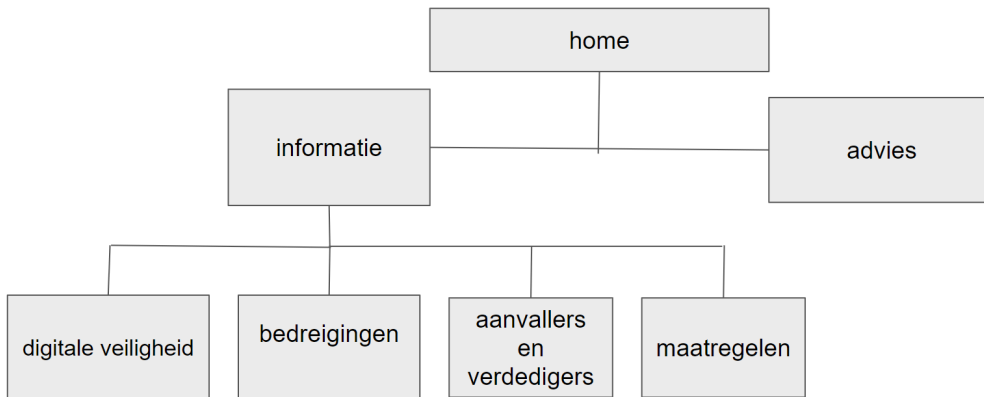 home
informatie
advies
digitale veiligheid
bedreigingen
aanvallers
en
verdedigers
maatregelen